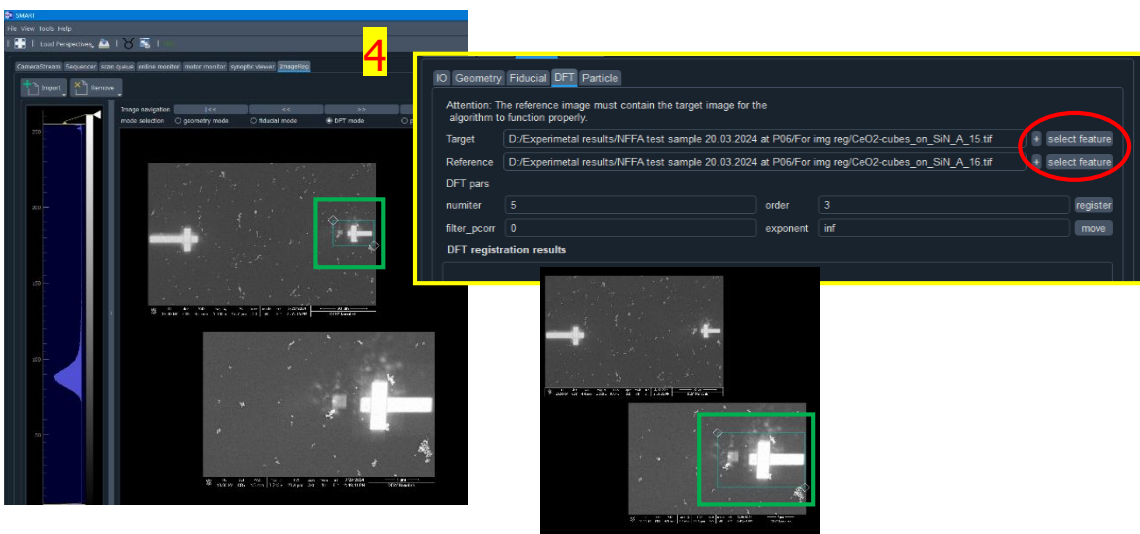 SMART
File View Tools Help
Load Perspectives
4
CameraStream Sequencer scan queue online monitor motor monitor synoptic viewer ImageReg
Import Remove
Image navigation |<< << >>
mode selection geometry mode fiducial mode DFT mode
IO Geometry Fiducial DFT Particle
Attention: The reference image must contain the target image for the
algorithm to function properly.
Target D:/Experimetal results/NFFA test sample 20.03.2024 at P06/For img reg/CeO2-cubes_on_SiN_A_15.tif + select feature
Reference D:/Experimetal results/NFFA test sample 20.03.2024 at P06/For img reg/CeO2-cubes_on_SiN_A_16.tif + select feature
DFT pars
numiter 5 order 3 register
filter_pcorr 0 exponent inf move
DFT registration results